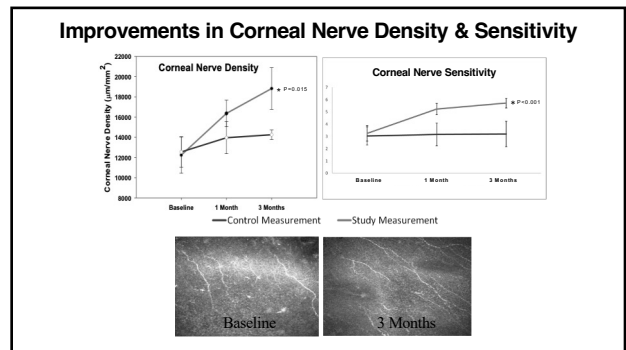 Improvements in Corneal Nerve Density & Sensitivity
Corneal Nerve Density
Corneal Nerve Density (µm/mm²)
22000
20000
18000
16000
14000
12000
10000
8000
* P=0.015
Baseline
1 Month
3 Months
Corneal Nerve Sensitivity
7
6
5
4
3
2
1
0
* P<0.001
Baseline
1 Month
3 Months
Control Measurement
Study Measurement
Baseline
3 Months